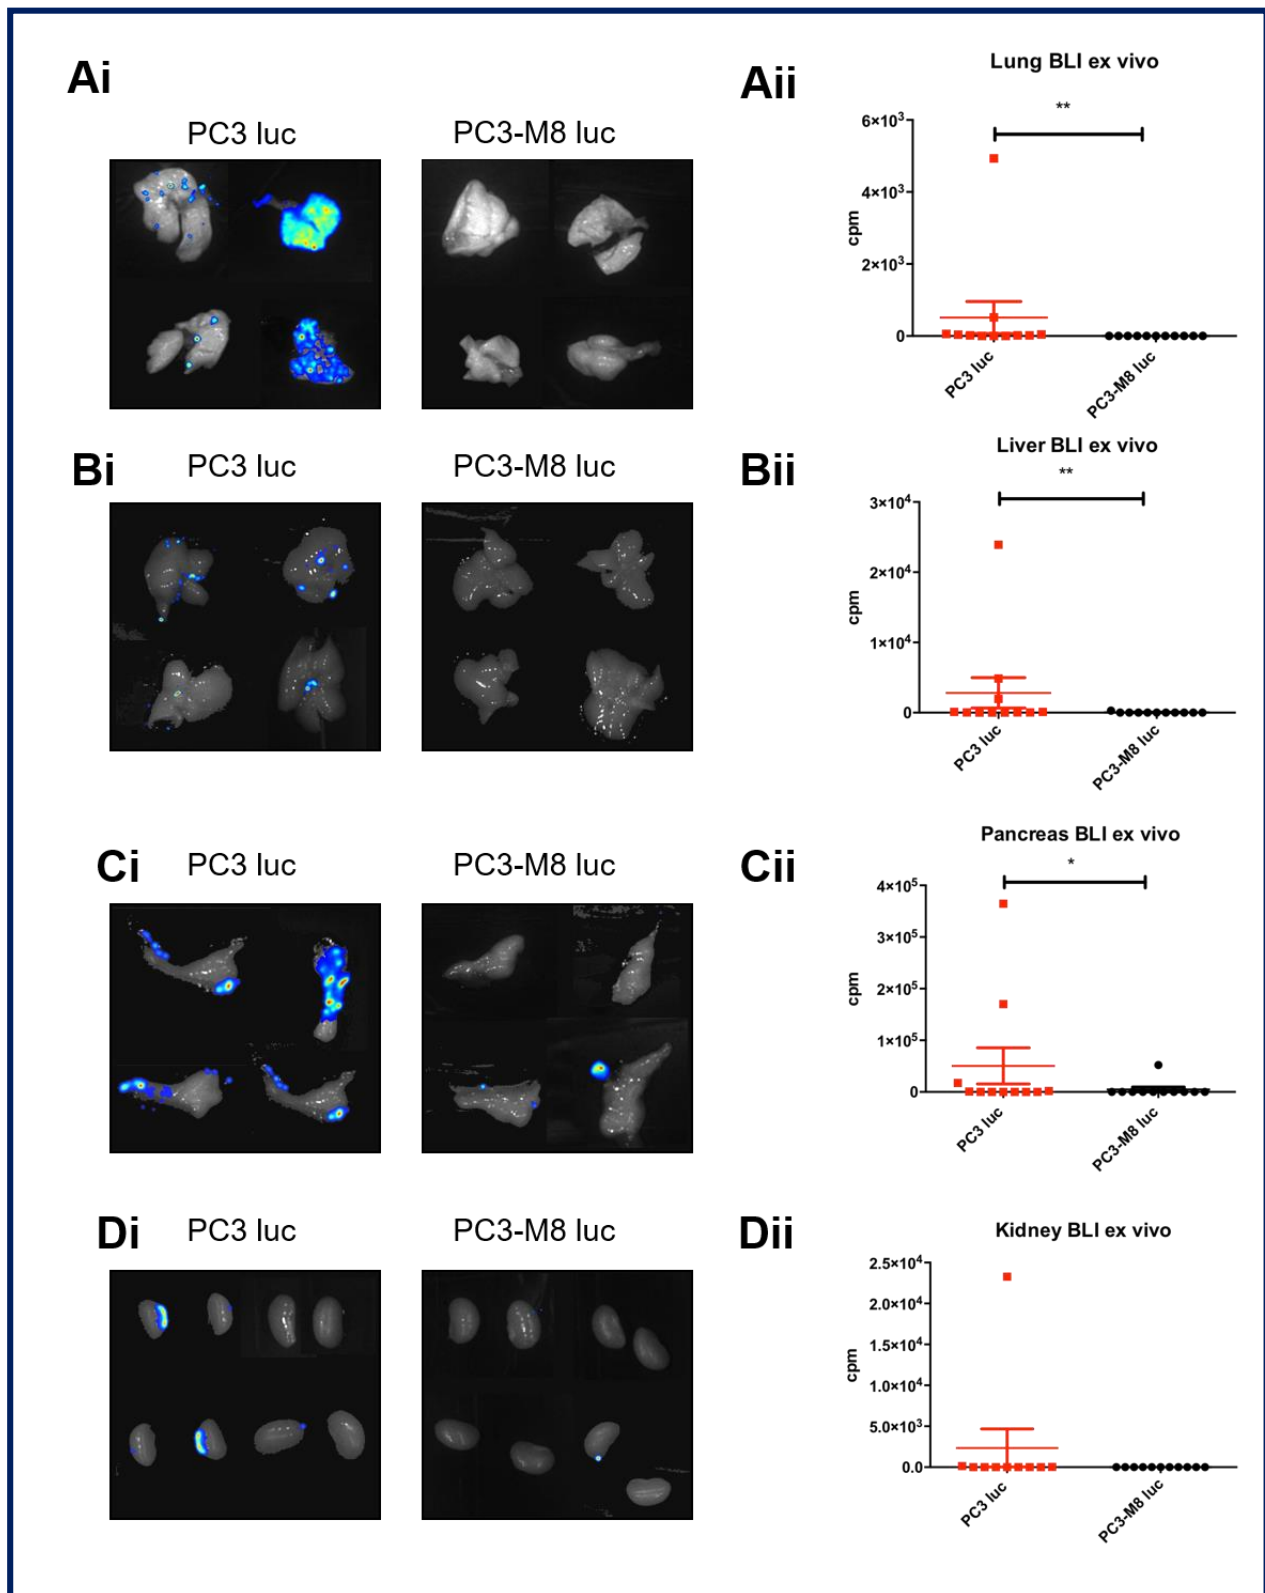 Ai
PC3 luc
PC3-M8 luc
Aii
Lung BLI ex vivo
**
6×10³
4×10³
2×10³
0
cpm
PC3 luc
PC3-M8 luc
Bi
PC3 luc
PC3-M8 luc
Bii
Liver BLI ex vivo
**
3×10⁴
2×10⁴
1×10⁴
0
cpm
PC3 luc
PC3-M8 luc
Ci
PC3 luc
PC3-M8 luc
Cii
Pancreas BLI ex vivo
*
4×10⁵
3×10⁵
2×10⁵
1×10⁵
0
cpm
PC3 luc
PC3-M8 luc
Di
PC3 luc
PC3-M8 luc
Dii
Kidney BLI ex vivo
2.5×10⁴
2.0×10⁴
1.5×10⁴
1.0×10⁴
5.0×10³
0.0
cpm
PC3 luc
PC3-M8 luc